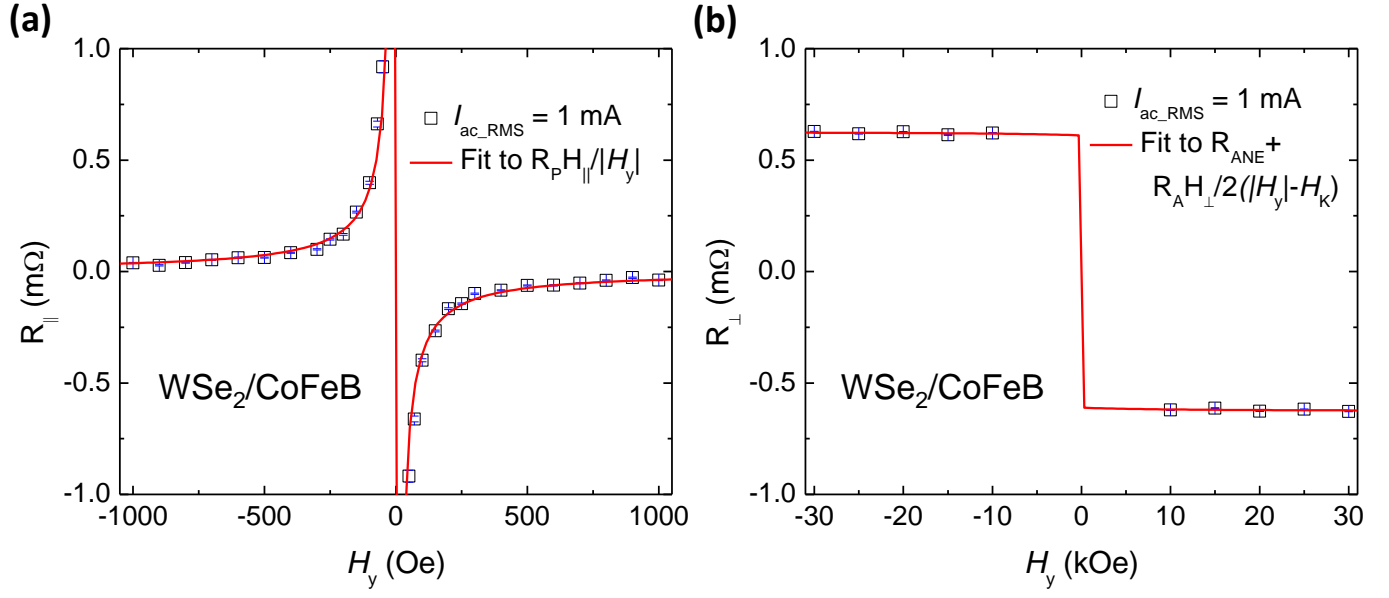 (a)
1.0
0.5
0.0
-0.5
-1.0
R∥ (mΩ)
I_ac_RMS = 1 mA
Fit to R_P H_∥/|H_y|
WSe₂/CoFeB
-1000 -500 0 500 1000
H_y (Oe)
(b)
1.0
0.5
0.0
-0.5
-1.0
R⊥ (mΩ)
I_ac_RMS = 1 mA
Fit to R_ANE+
R_A H_⊥/2(|H_y|-H_K)
WSe₂/CoFeB
-30 -20 -10 0 10 20 30
H_y (kOe)